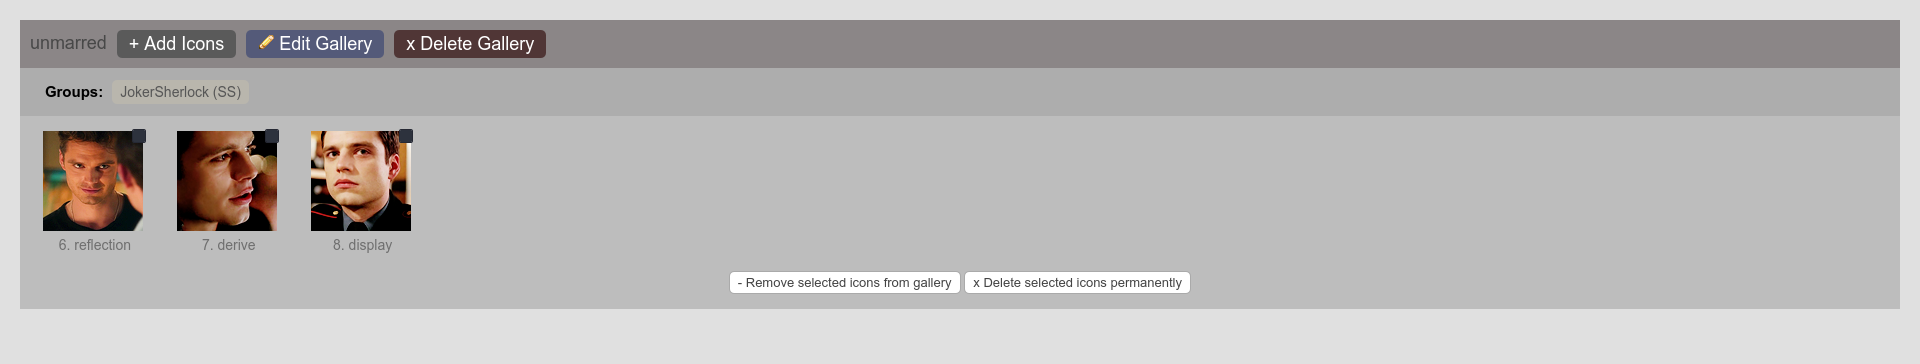 unmarred + Add Icons Edit Gallery x Delete Gallery
Groups: JokerSherlock (SS)
6. reflection 7. derive 8. display
- Remove selected icons from gallery x Delete selected icons permanently